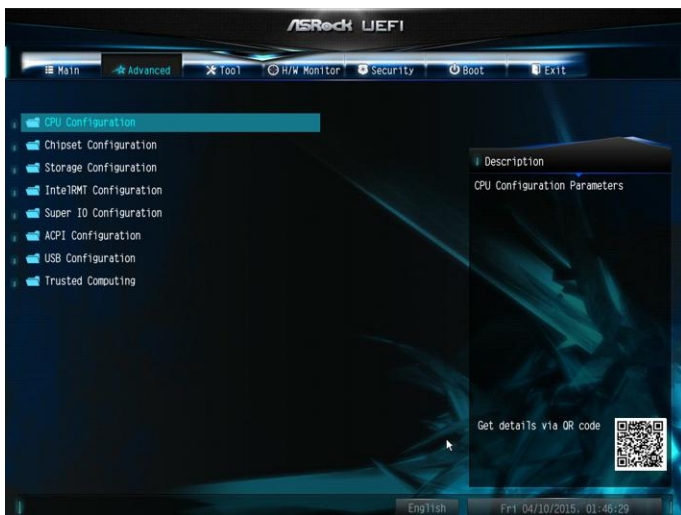 ASRock UEFI
Main Advanced Tool H/W Monitor Security Boot Exit
CPU Configuration
Chipset Configuration
Storage Configuration
IntelRMT Configuration
Super IO Configuration
ACPI Configuration
USB Configuration
Trusted Computing
Description
CPU Configuration Parameters
Get details via QR code
English Fri 04/10/2015. 01:46:29